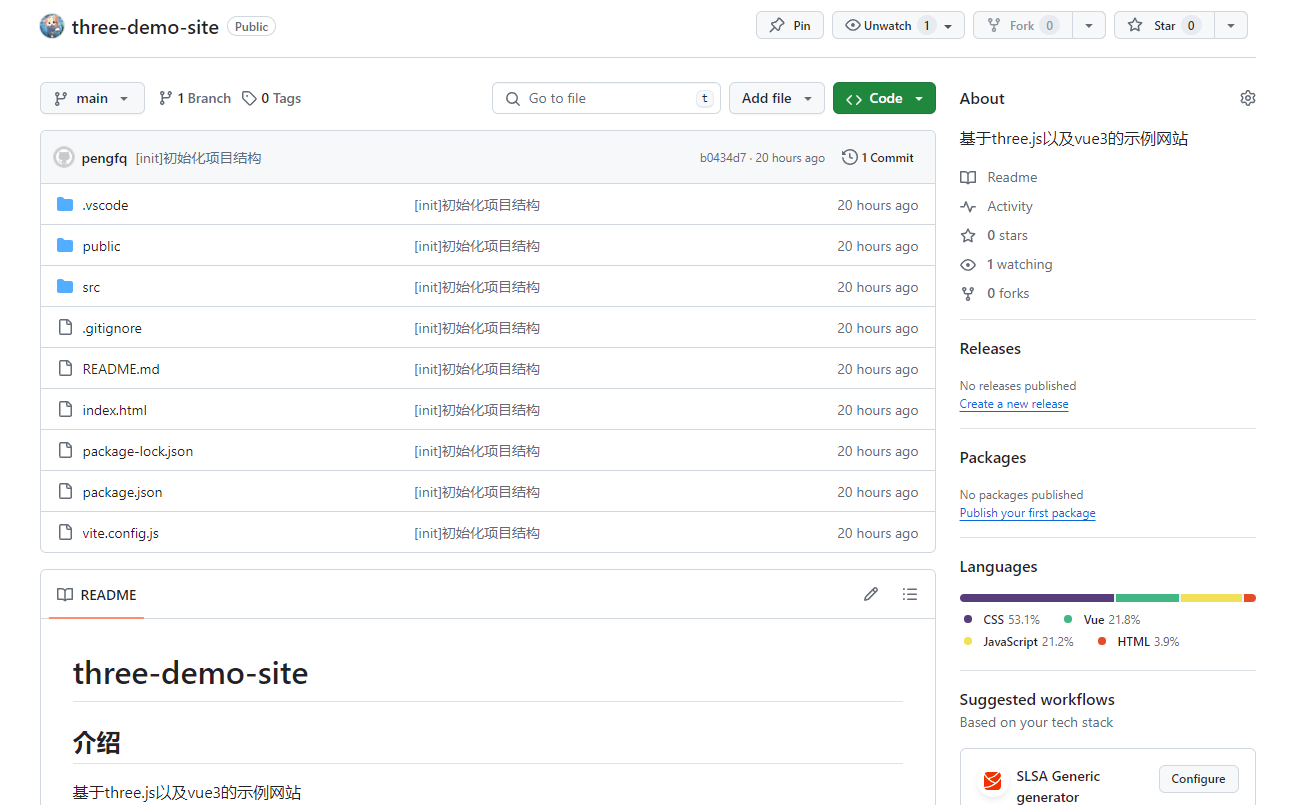 three-demo-site Public Pin Unwatch 1 Fork 0 Star 0
main 1 Branch 0 Tags Go to file t Add file Code
pengfq [init]初始化项目结构 b0434d7 · 20 hours ago 1 Commit
.vscode [init]初始化项目结构 20 hours ago
public [init]初始化项目结构 20 hours ago
src [init]初始化项目结构 20 hours ago
.gitignore [init]初始化项目结构 20 hours ago
README.md [init]初始化项目结构 20 hours ago
index.html [init]初始化项目结构 20 hours ago
package-lock.json [init]初始化项目结构 20 hours ago
package.json [init]初始化项目结构 20 hours ago
vite.config.js [init]初始化项目结构 20 hours ago
README
three-demo-site
介绍
基于three.js以及vue3的示例网站
About
基于three.js以及vue3的示例网站
Readme
Activity
0 stars
1 watching
0 forks
Releases
No releases published
Create a new release
Packages
No packages published
Publish your first package
Languages
CSS 53.1% Vue 21.8%
JavaScript 21.2% HTML 3.9%
Suggested workflows
Based on your tech stack
SLSA Generic
generator
Configure